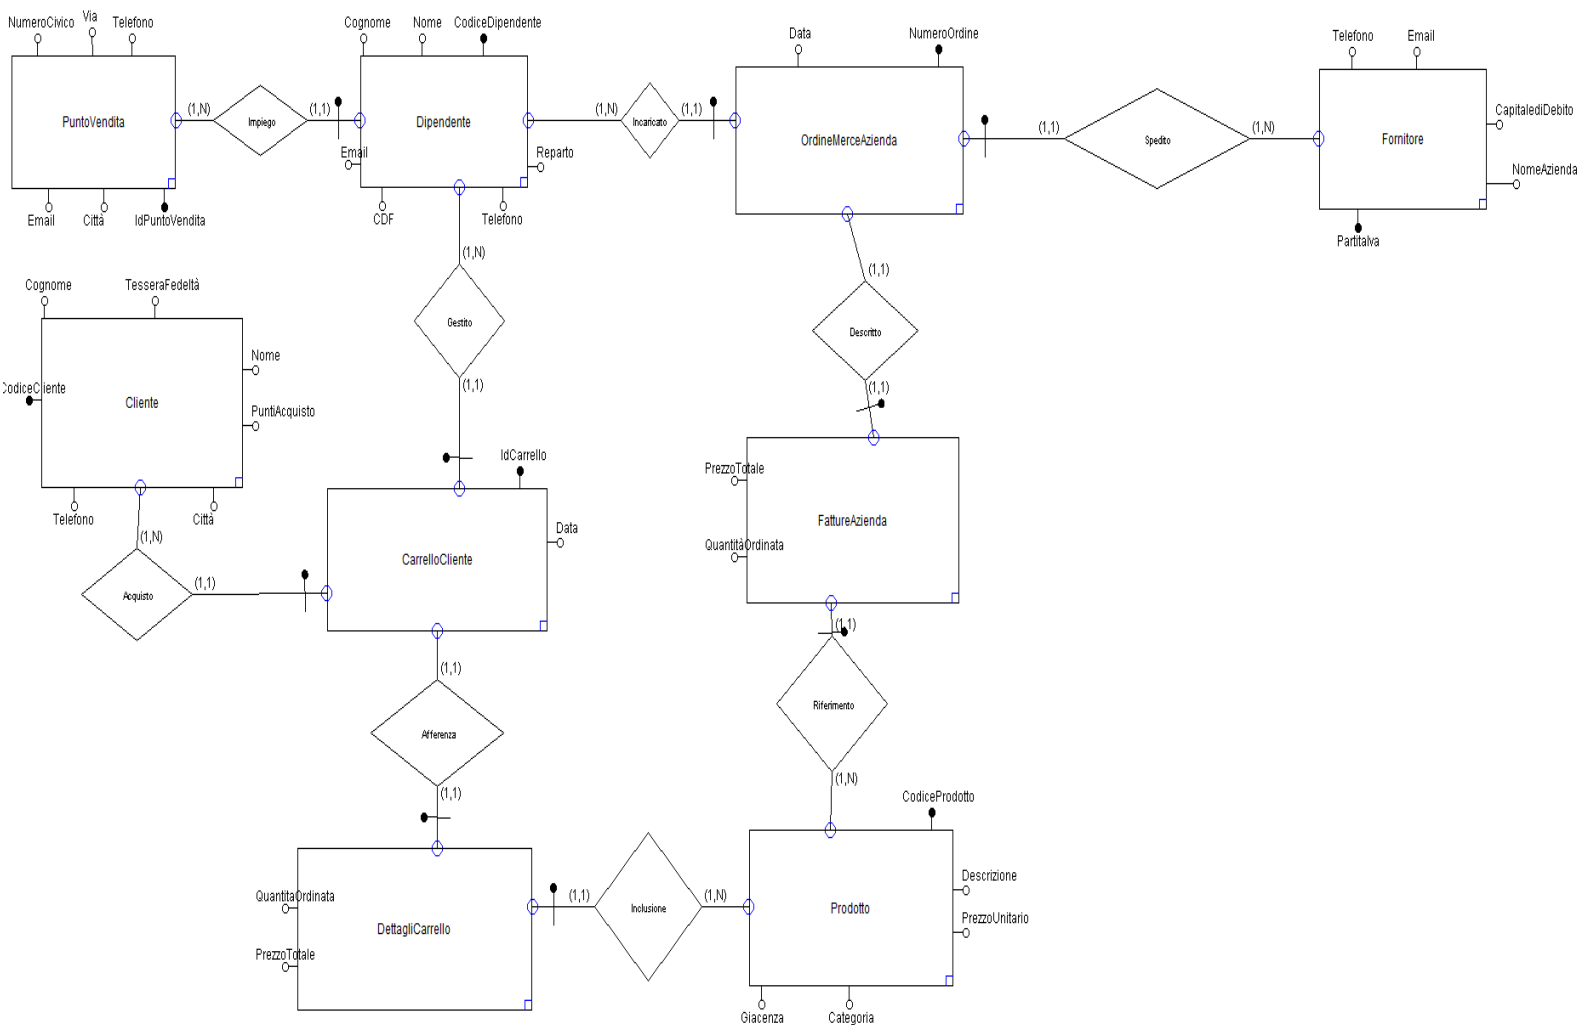 NumeroCivico
Via
Telefono
PuntoVendita
Email
Città
IdPuntoVendita
(1,N)
Impiego
(1,1)
Cognome
Nome
CodiceDipendente
Dipendente
Email
Reparto
CDF
Telefono
(1,N)
Incaricato
(1,1)
Data
NumeroOrdine
OrdineMerceAzienda
(1,1)
Spedito
(1,N)
Telefono
Email
Fornitore
CapitalediDebito
NomeAzienda
PartitaIva
(1,N)
Gestito
(1,1)
(1,1)
Descritto
(1,1)
Cognome
TesseraFedeltà
Nome
CodiceCliente
Cliente
PuntiAcquisto
Telefono
Città
(1,N)
Acquisto
(1,1)
IdCarrello
Data
CarrelloCliente
PrezzoTotale
FattureAzienda
QuantitàOrdinata
(1,1)
Afferenza
(1,1)
(1,1)
Riferimento
(1,N)
QuantitaOrdinata
DettagliCarrello
PrezzoTotale
(1,1)
Inclusione
(1,N)
CodiceProdotto
Descrizione
Prodotto
PrezzoUnitario
Giacenza
Categoria